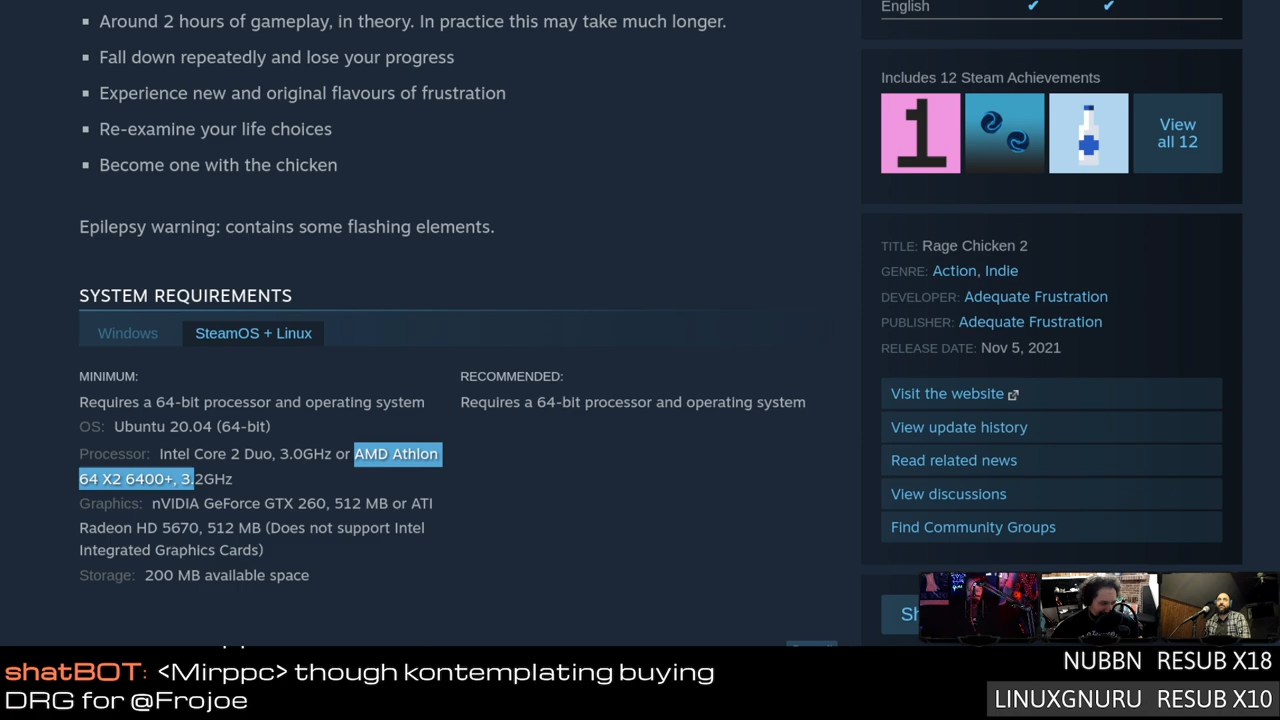 Around 2 hours of gameplay, in theory. In practice this may take much longer.
Fall down repeatedly and lose your progress
Experience new and original flavours of frustration
Re-examine your life choices
Become one with the chicken
Epilepsy warning: contains some flashing elements.
SYSTEM REQUIREMENTS
Windows
SteamOS + Linux
MINIMUM:
Requires a 64-bit processor and operating system
OS: Ubuntu 20.04 (64-bit)
Processor: Intel Core 2 Duo, 3.0GHz or AMD Athlon
64 X2 6400+, 3.2GHz
Graphics: nVIDIA GeForce GTX 260, 512 MB or ATI
Radeon HD 5670, 512 MB (Does not support Intel
Integrated Graphics Cards)
Storage: 200 MB available space
RECOMMENDED:
Requires a 64-bit processor and operating system
English
Includes 12 Steam Achievements
1
View
all 12
TITLE: Rage Chicken 2
GENRE: Action, Indie
DEVELOPER: Adequate Frustration
PUBLISHER: Adequate Frustration
RELEASE DATE: Nov 5, 2021
Visit the website
View update history
Read related news
View discussions
Find Community Groups
shatBOT: <Mirppc> though kontemplating buying
DRG for @Frojoe
NUBBN RESUB X18
LINUXGNURU RESUB X10